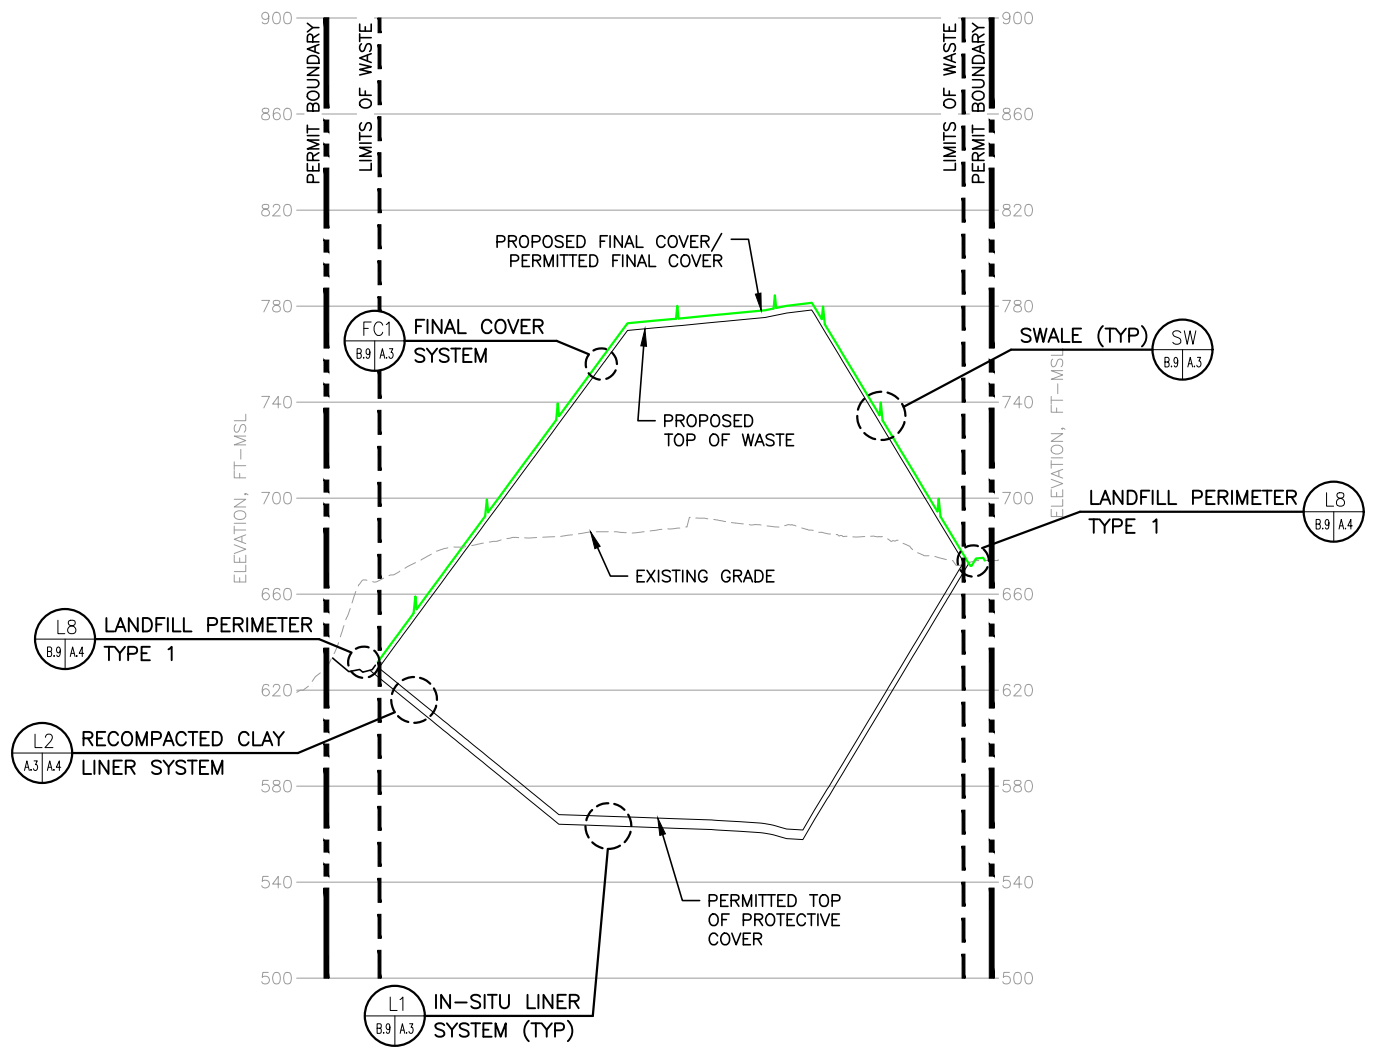 900
900
PERMIT BOUNDARY
LIMITS OF WASTE
LIMITS OF WASTE
PERMIT BOUNDARY
860
860
820
820
PROPOSED FINAL COVER/
PERMITTED FINAL COVER
780
780
FC1
B.9 A.3
FINAL COVER
SYSTEM
SWALE (TYP)
SW
B.9 A.3
740
740
PROPOSED
TOP OF WASTE
ELEVATION, FT-MSL
ELEVATION, FT-MSL
700
700
LANDFILL PERIMETER
TYPE 1
L8
B.9 A.4
EXISTING GRADE
660
660
L8
B.9 A.4
LANDFILL PERIMETER
TYPE 1
620
620
L2
A.3 A.4
RECOMPACTED CLAY
LINER SYSTEM
580
580
540
540
PERMITTED TOP
OF PROTECTIVE
COVER
500
500
L1
B.9 A.3
IN-SITU LINER
SYSTEM (TYP)